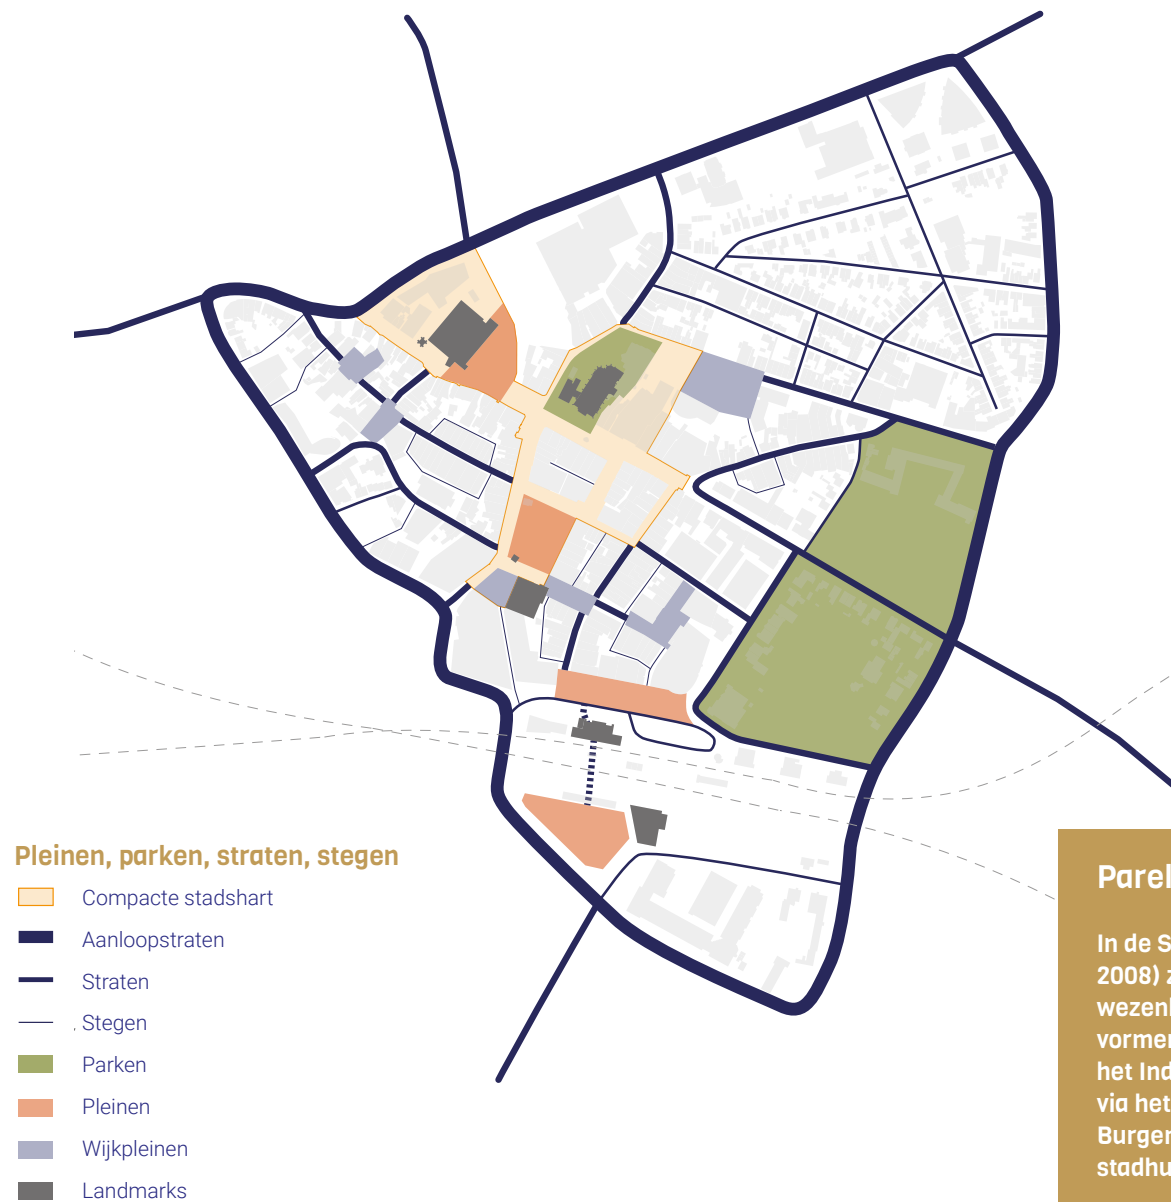 Pleinen, parken, straten, stegen
Compacte stadshart
Aanloopstraten
Straten
Stegen
Parken
Pleinen
Wijkpleinen
Landmarks
Parel
In de S
2008) z
wezenl
vormen
het Ind
via het
Burger
stadhu